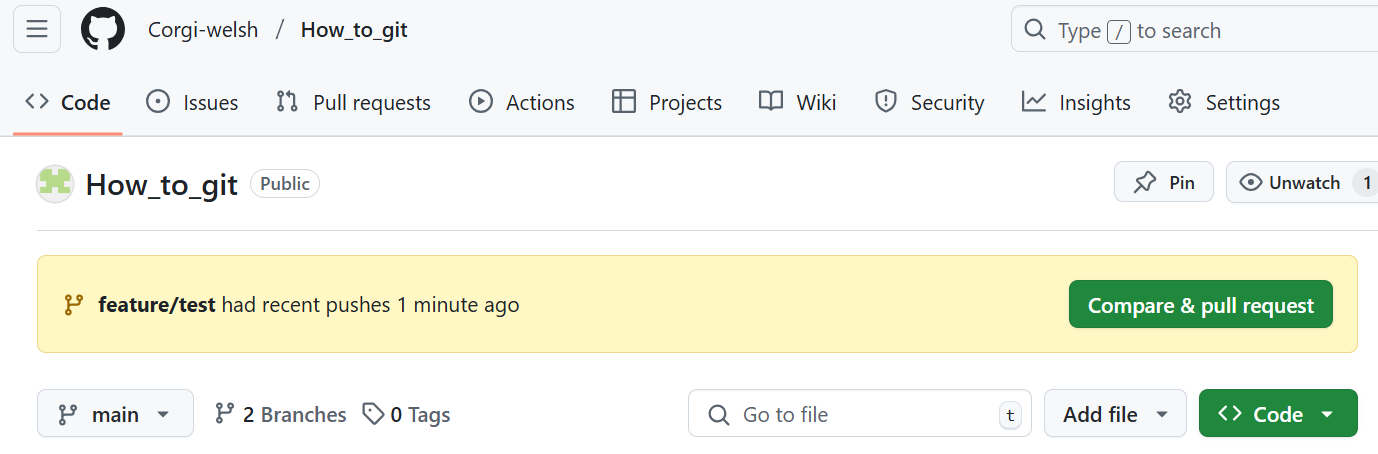 Corgi-welsh / How_to_git
Type / to search
Code Issues Pull requests Actions Projects Wiki Security Insights Settings
How_to_git Public
Pin Unwatch 1
feature/test had recent pushes 1 minute ago
Compare & pull request
main 2 Branches 0 Tags
Go to file t
Add file
Code